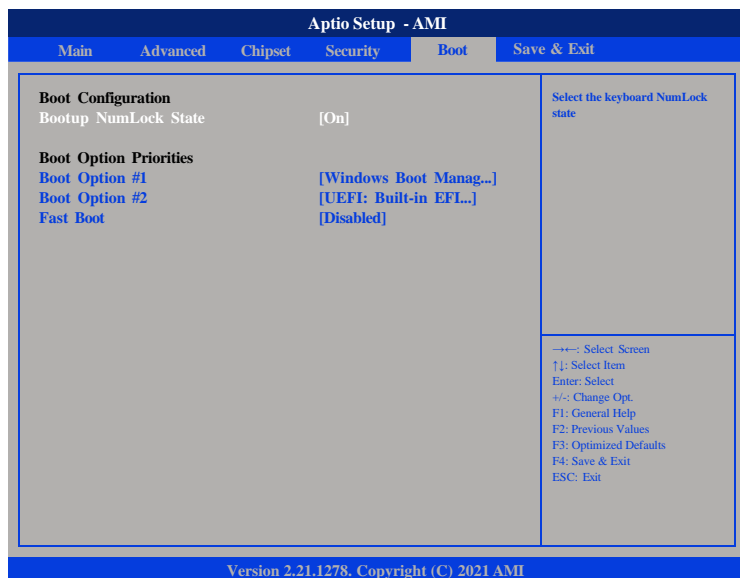 Aptio Setup - AMI
Main Advanced Chipset Security Boot Save & Exit
Boot Configuration
Bootup NumLock State [On]
Boot Option Priorities
Boot Option #1 [Windows Boot Manag...]
Boot Option #2 [UEFI: Built-in EFI...]
Fast Boot [Disabled]
Select the keyboard NumLock
state
→←: Select Screen
↑↓: Select Item
Enter: Select
+/-: Change Opt.
F1: General Help
F2: Previous Values
F3: Optimized Defaults
F4: Save & Exit
ESC: Exit
Version 2.21.1278. Copyright (C) 2021 AMI